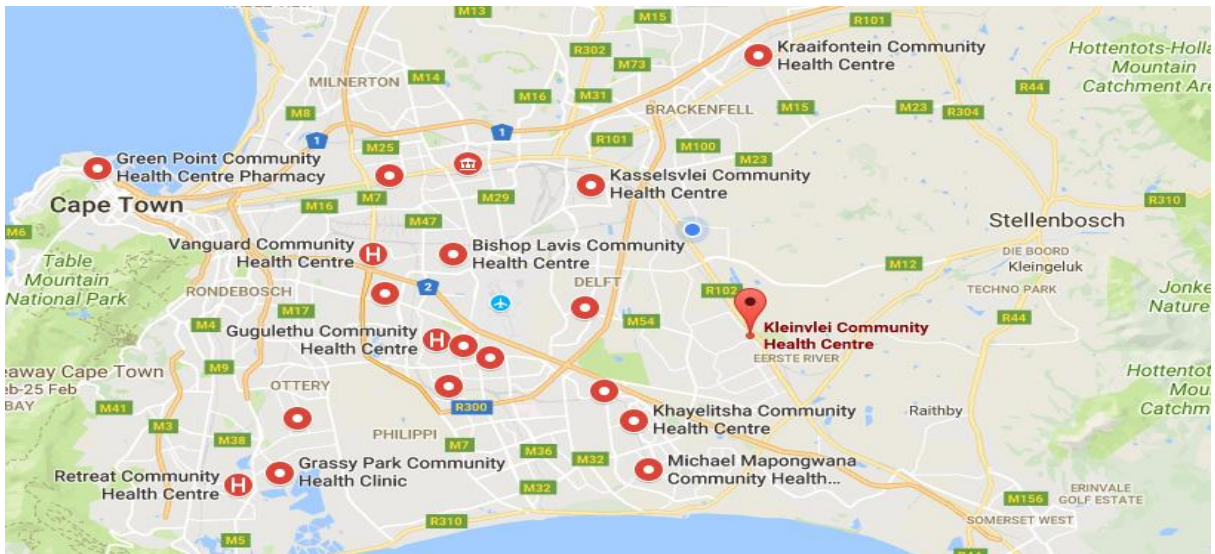 M13
M15
R101
R302
Kraaifontein Community
Health Centre
Hottentots-Holla
Mountain
Catchment Area
M73
MILNERTON
M14
R44
M16
M31
M15
M23
BRACKENFELL
R304
M8
1
1
R101
M100
M25
Green Point Community
Health Centre Pharmacy
M23
Kasselsvlei Community
Health Centre
M7
M29
Cape Town
M16
R310
M47
Stellenbosch
M6
Vanguard Community
Health Centre
H
Bishop Lavis Community
Health Centre
DIE BOORD
Kleingeluk
Table
Mountain
National Park
M12
RONDEBOSCH
2
DELFT
R102
TECHNO PARK
Jonke
Nature
M17
M4
Gugulethu Community
Health Centre
H
M54
R44
Kleinvlei Community
Health Centre
EERSTE RIVER
eaway Cape Town
eb-25 Feb
BAY
M9
Hottentot
Mou
Catchm
OTTERY
M41
R300
Khayelitsha Community
Health Centre
Raithby
M3
M38
PHILIPPI
M7
M36
M32
Retreat Community
Health Centre
H
Grassy Park Community
Health Clinic
Michael Mapongwana
Community Health...
M32
M156
ERINVALE
GOLF ESTATE
R310
SOMERSET WEST
M5
R44